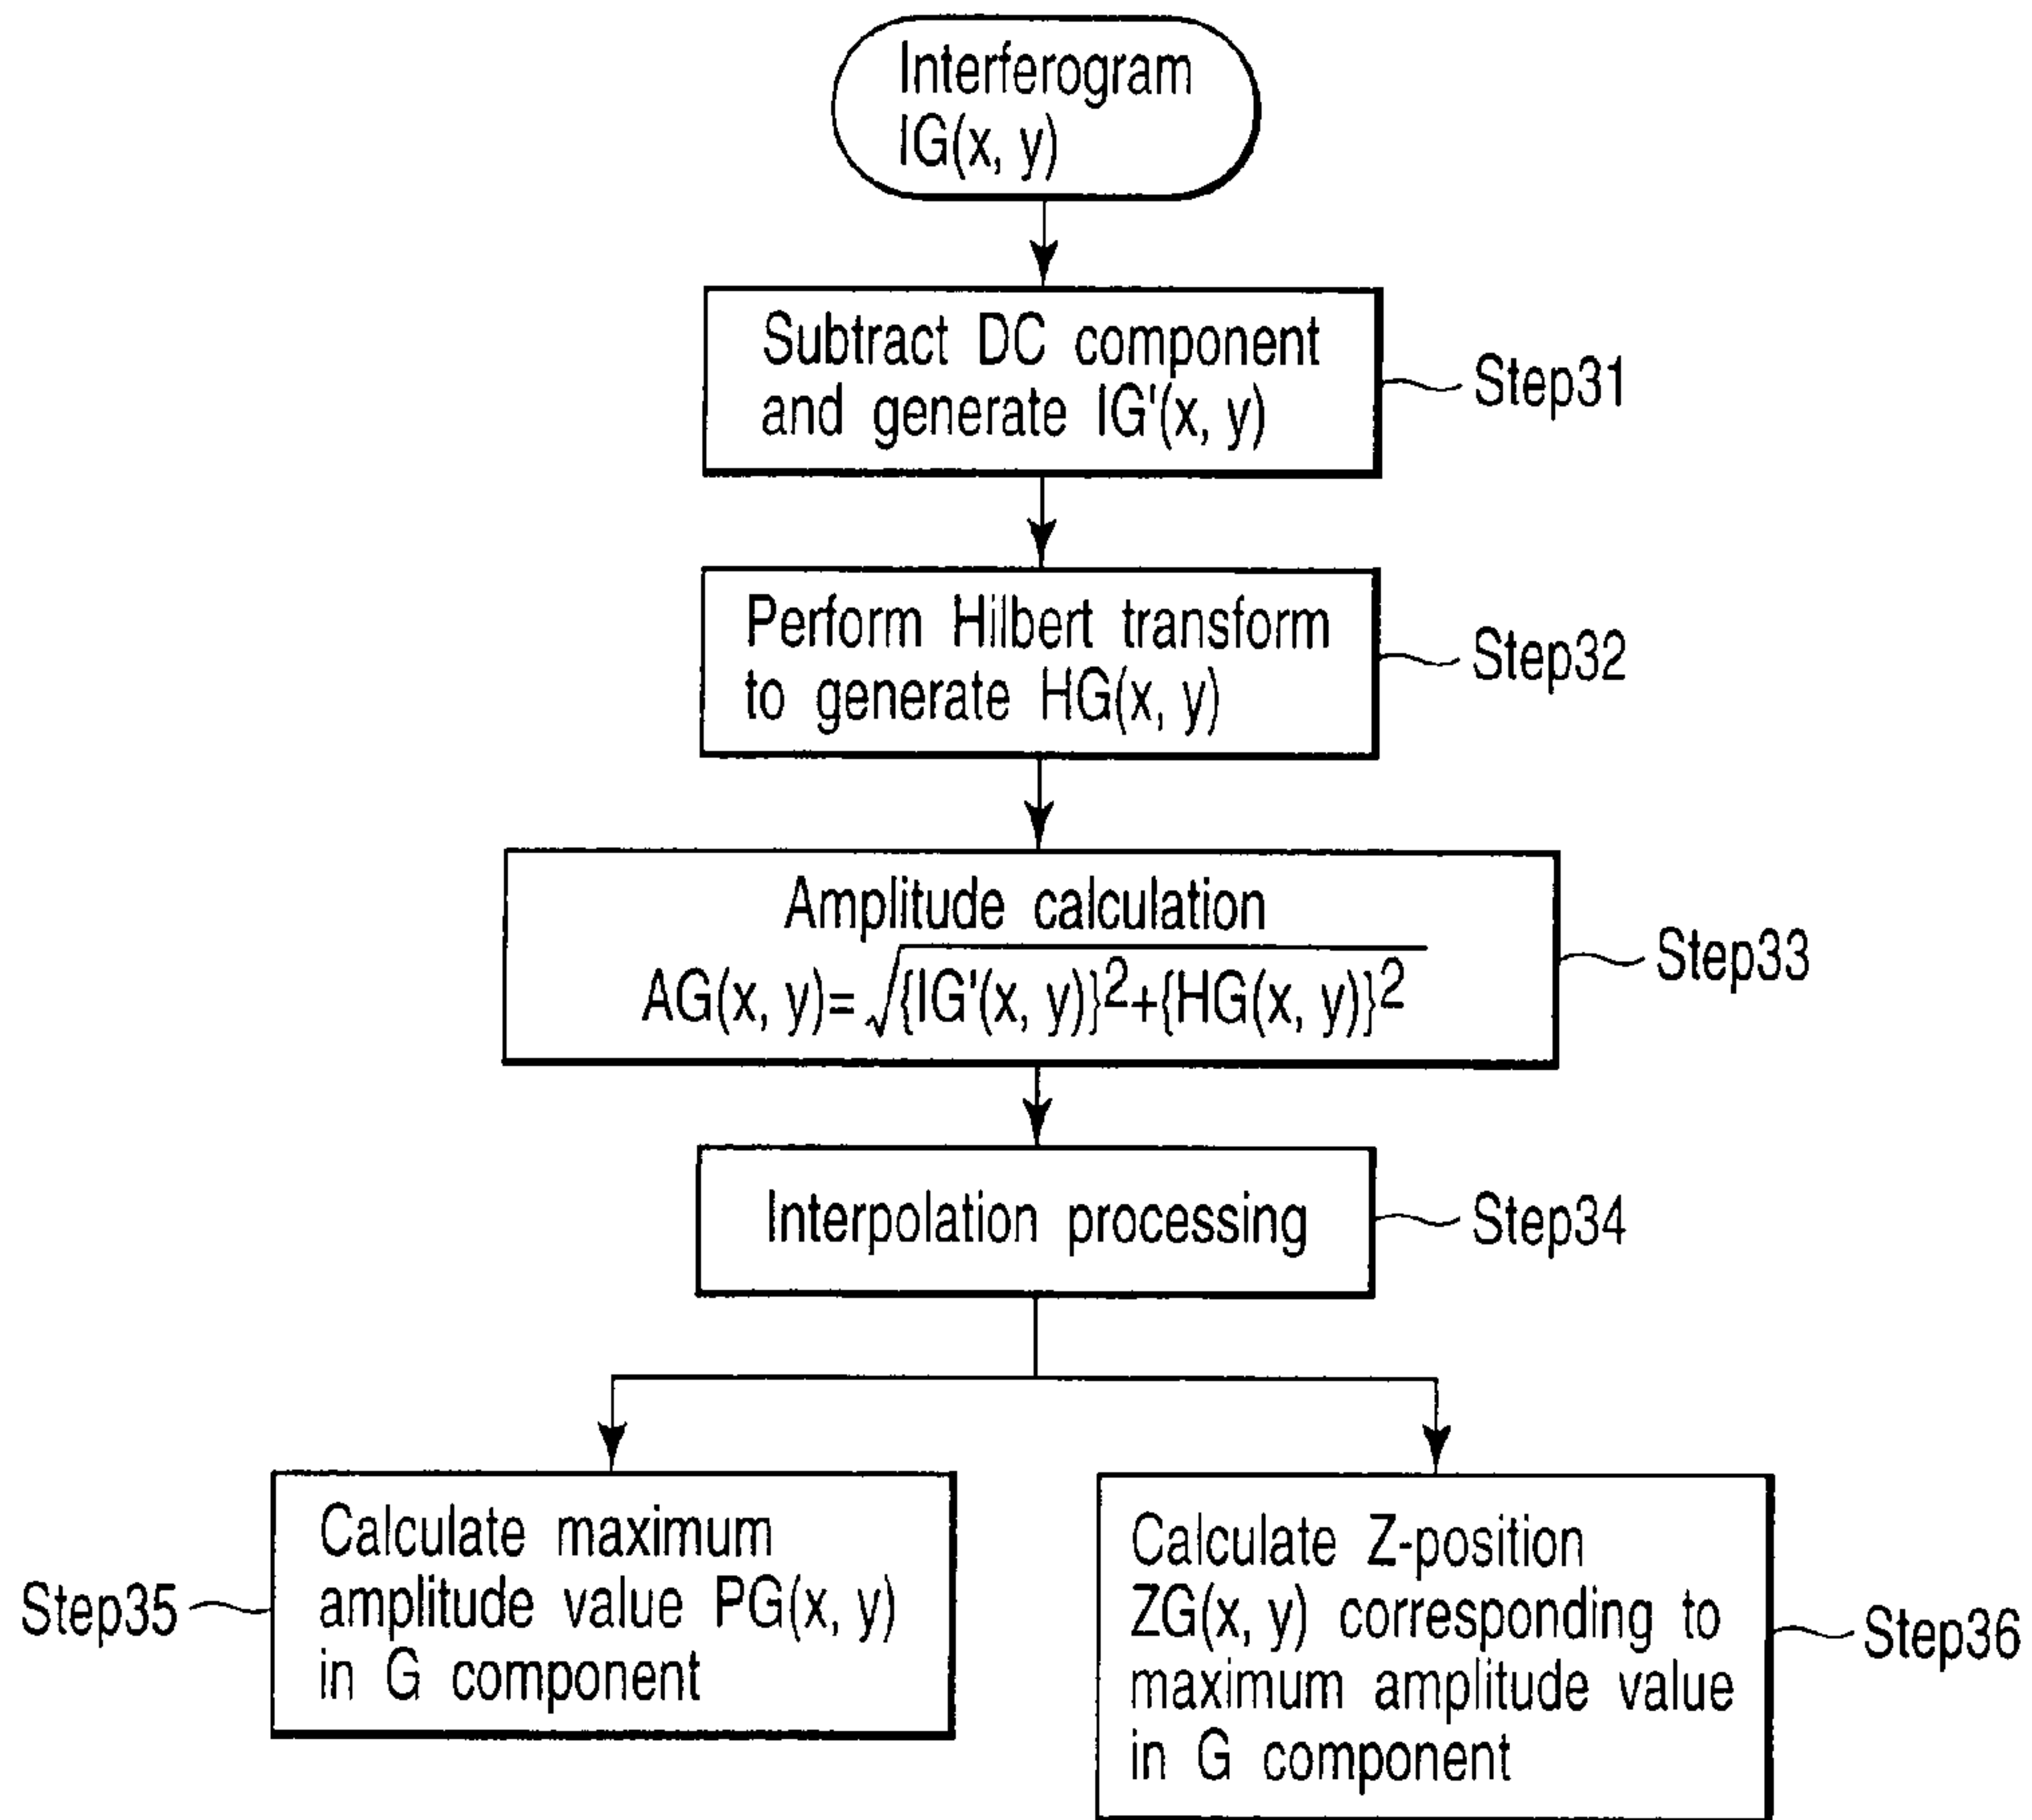 Interferogram
IG(x, y)
Subtract DC component
and generate IG'(x, y)
Step31
Perform Hilbert transform
to generate HG(x, y)
Step32
Amplitude calculation
AG(x, y)=√{IG'(x, y)}²+{HG(x, y)}²
Step33
Interpolation processing
Step34
Calculate maximum
amplitude value PG(x, y)
in G component
Step35
Calculate Z-position
ZG(x, y) corresponding to
maximum amplitude value
in G component
Step36